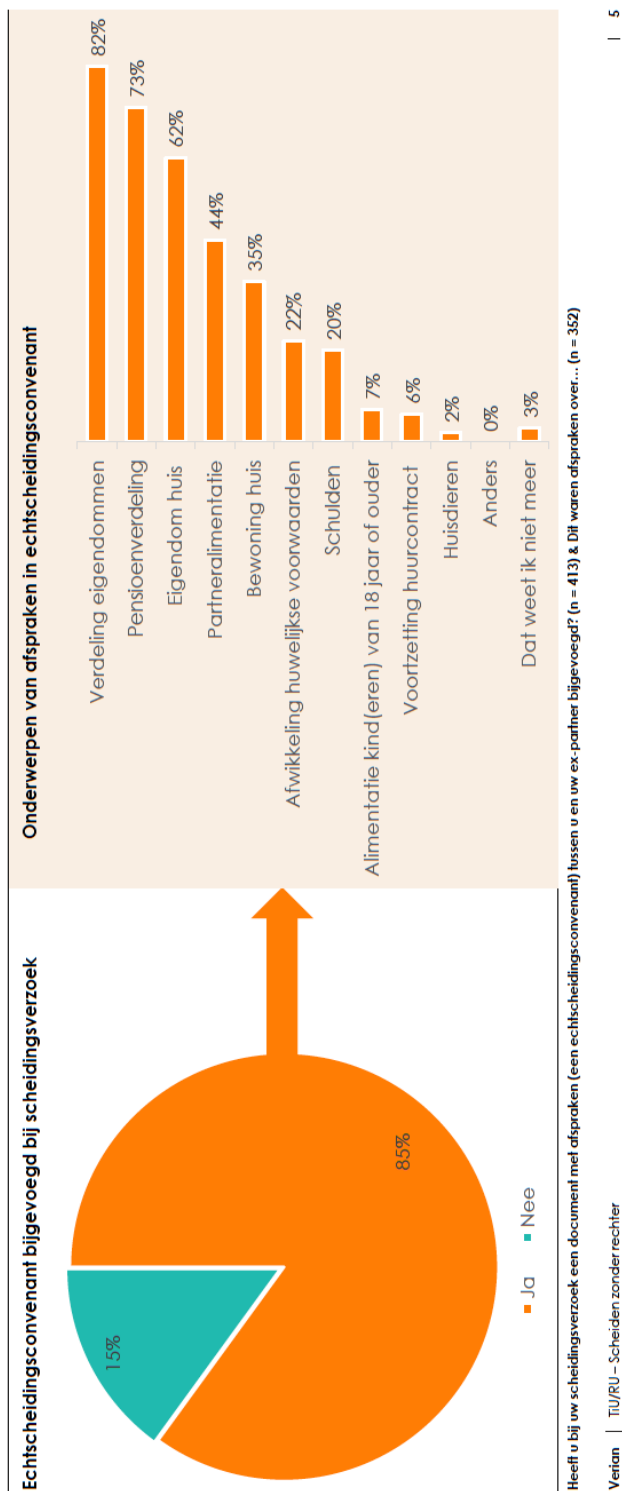 Echtscheidingsconvenant bijgevoegd bij scheidingsverzoek
15%
85%
Ja
Nee
Onderwerpen van afspraken in echtscheidingsconvenant
Verdeling eigendommen 82%
Pensioenverdeling 73%
Eigendom huis 62%
Partneralimentatie 44%
Bewoning huis 35%
Afwikkeling huwelijkse voorwaarden 22%
Schulden 20%
Alimentatie kind(eren) van 18 jaar of ouder 7%
Voortzetting huurcontract 6%
Huisdieren 2%
Anders 0%
Dat weet ik niet meer 3%
Heeft u bij uw scheidingsverzoek een document met afspraken (een echtscheidingsconvenant) tussen u en uw ex-partner bijgevoegd? (n = 413) & Dit waren afspraken over... (n = 352)
Verian | TiU/RU – Scheiden zonder rechter | 5